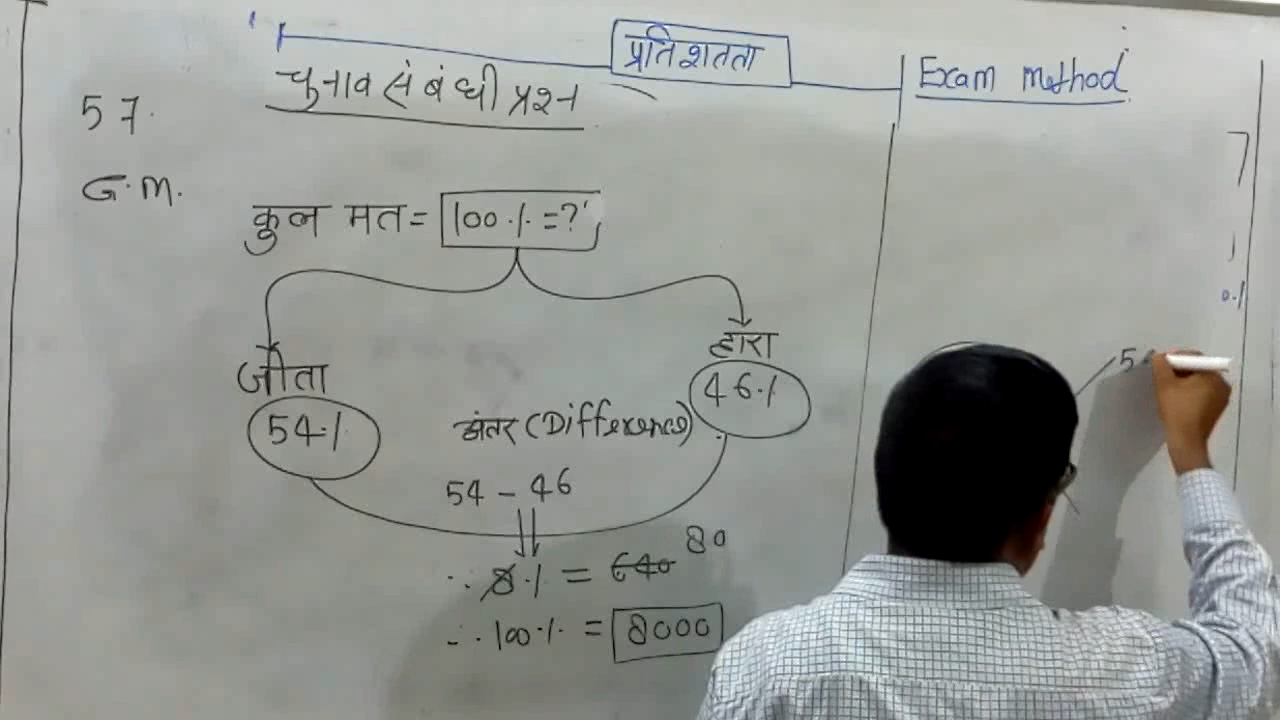 प्रतिशतता
Exam method
चुनाव संबंधी प्रश्न
57.
G.M.
कुल मत = 100% = ?
जीता
54%
हारा
46%
अंतर (Difference)
54 - 46
∴ 8% = 640 80
∴ 100% = 8000